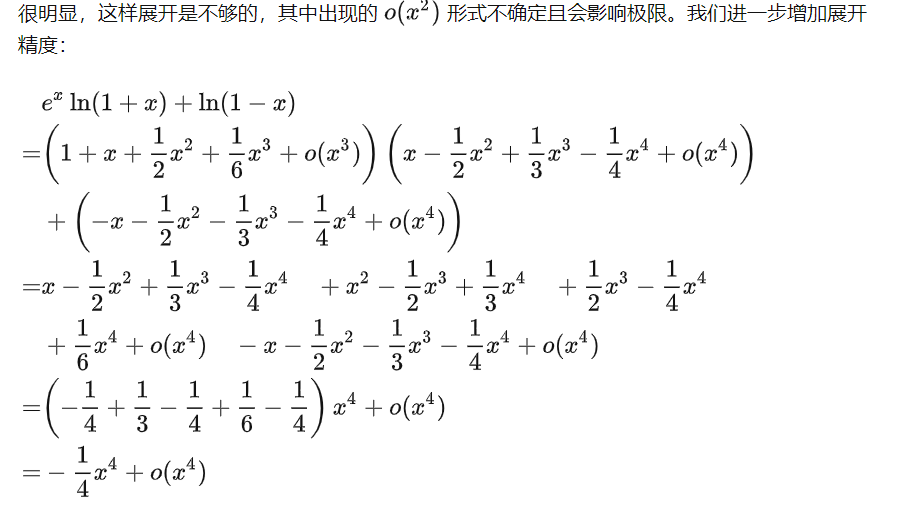 很明显，这样展开是不够的，其中出现的 $o(x^2)$ 形式不确定且会影响极限。我们进一步增加展开
精度：
$e^x \ln(1+x) + \ln(1-x)$
$= \left(1 + x + \frac{1}{2}x^2 + \frac{1}{6}x^3 + o(x^3)\right)\left(x - \frac{1}{2}x^2 + \frac{1}{3}x^3 - \frac{1}{4}x^4 + o(x^4)\right)$
$+ \left(-x - \frac{1}{2}x^2 - \frac{1}{3}x^3 - \frac{1}{4}x^4 + o(x^4)\right)$
$= x - \frac{1}{2}x^2 + \frac{1}{3}x^3 - \frac{1}{4}x^4 \quad + x^2 - \frac{1}{2}x^3 + \frac{1}{3}x^4 \quad + \frac{1}{2}x^3 - \frac{1}{4}x^4$
$+ \frac{1}{6}x^4 + o(x^4) \quad - x - \frac{1}{2}x^2 - \frac{1}{3}x^3 - \frac{1}{4}x^4 + o(x^4)$
$= \left(-\frac{1}{4} + \frac{1}{3} - \frac{1}{4} + \frac{1}{6} - \frac{1}{4}\right)x^4 + o(x^4)$
$= -\frac{1}{4}x^4 + o(x^4)$